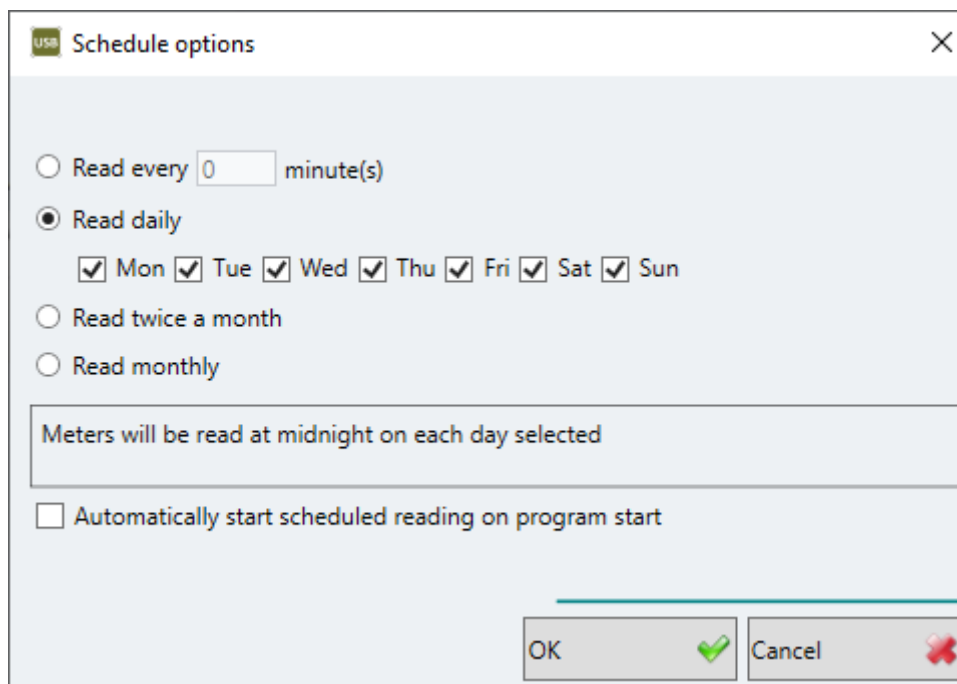 USB Schedule options
Read every 0 minute(s)
Read daily
Mon Tue Wed Thu Fri Sat Sun
Read twice a month
Read monthly
Meters will be read at midnight on each day selected
Automatically start scheduled reading on program start
OK Cancel